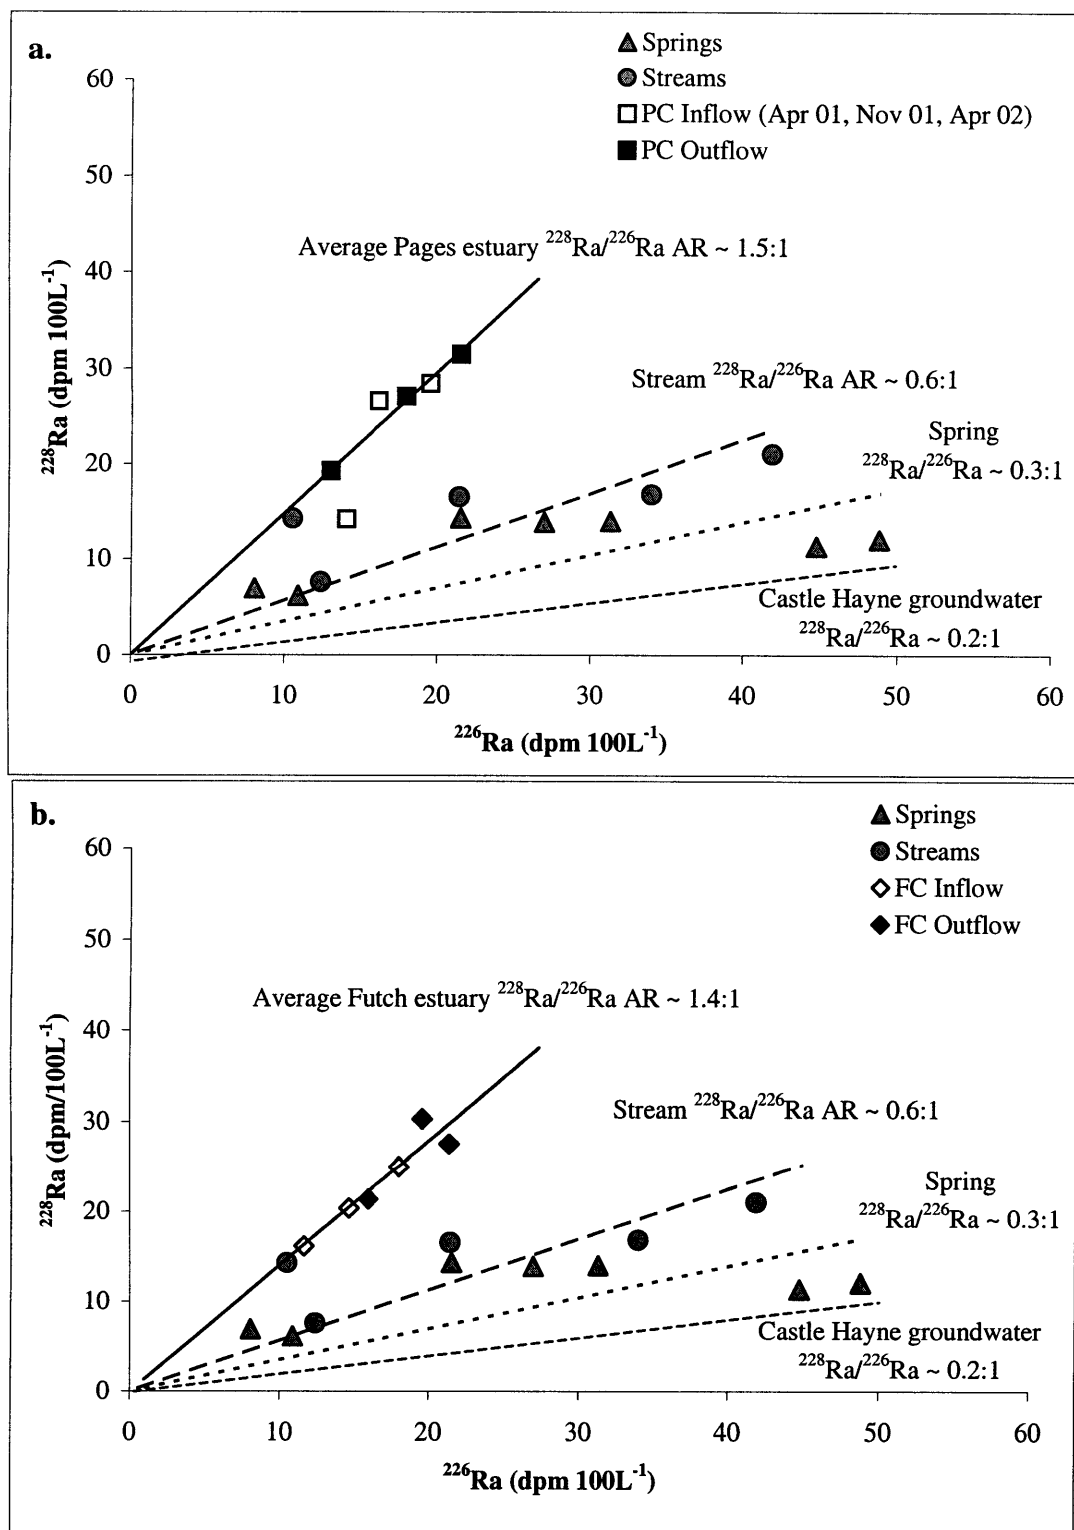 a.
Springs
Streams
PC Inflow (Apr 01, Nov 01, Apr 02)
PC Outflow
60
50
40
30
20
10
0
²²⁸Ra (dpm 100L⁻¹)
Average Pages estuary ²²⁸Ra/²²⁶Ra AR ~ 1.5:1
Stream ²²⁸Ra/²²⁶Ra AR ~ 0.6:1
Spring
²²⁸Ra/²²⁶Ra ~ 0.3:1
Castle Hayne groundwater
²²⁸Ra/²²⁶Ra ~ 0.2:1
0 10 20 30 40 50 60
²²⁶Ra (dpm 100L⁻¹)
b.
Springs
Streams
FC Inflow
FC Outflow
60
50
40
30
20
10
0
²²⁸Ra (dpm/100L⁻¹)
Average Futch estuary ²²⁸Ra/²²⁶Ra AR ~ 1.4:1
Stream ²²⁸Ra/²²⁶Ra AR ~ 0.6:1
Spring
²²⁸Ra/²²⁶Ra ~ 0.3:1
Castle Hayne groundwater
²²⁸Ra/²²⁶Ra ~ 0.2:1
0 10 20 30 40 50 60
²²⁶Ra (dpm 100L⁻¹)